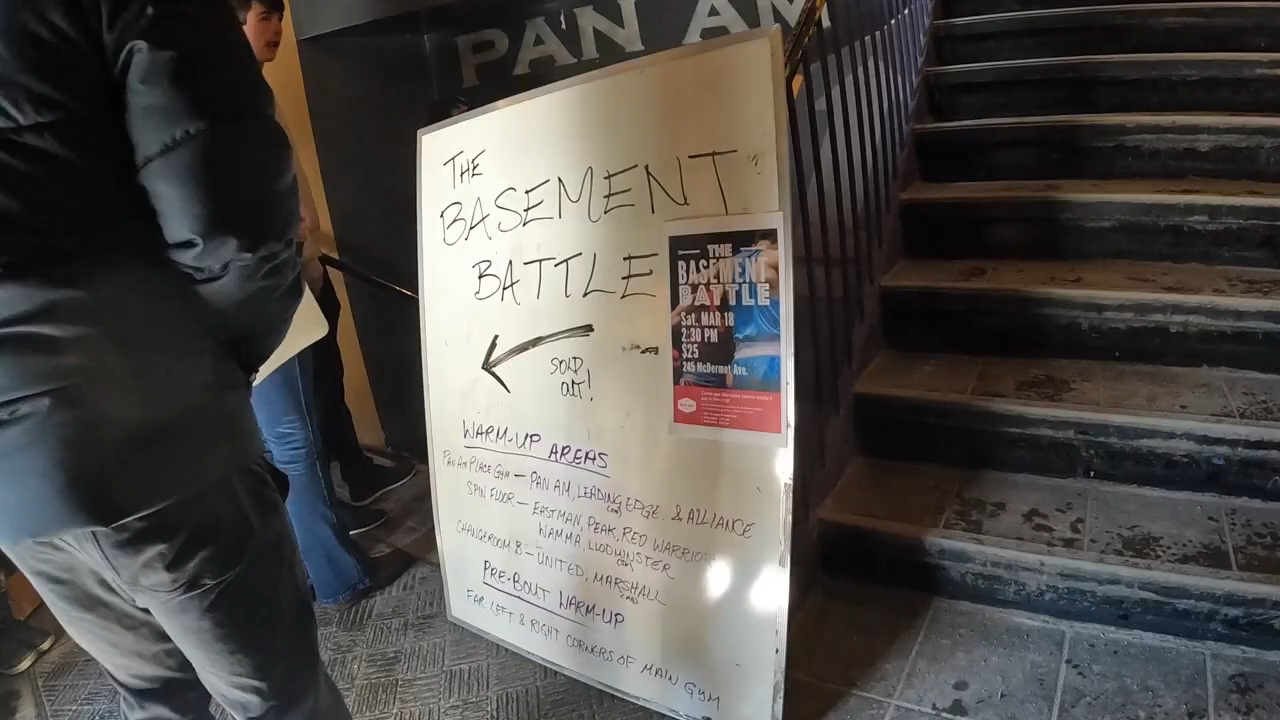 PAN AM
THE
BASEMENT
BATTLE
SOLD
OUT!
THE
BASEMENT
BATTLE
Sat. MAR 18
2:30 PM
$25
245 McDermot Ave.
WARM-UP AREAS
PAN AM PLACE GYM — PAN AM, LEADING EDGE & ALLIANCE
SPIN FLOOR — EASTMAN, PEAK, RED WARRIOR
WAMMA, LLODWINSTER
CHANGEROOM B — UNITED, MARSHALL
PRE-BOUT WARM-UP
FAR LEFT & RIGHT CORNERS OF MAIN GYM